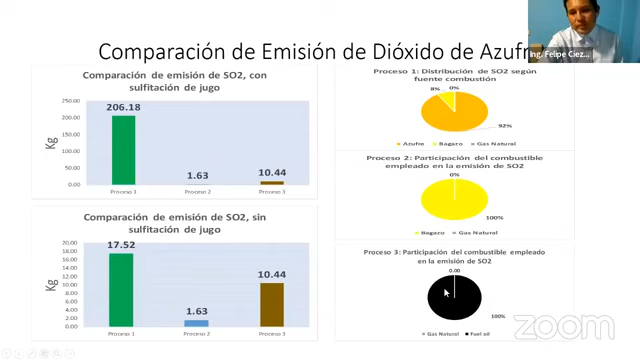 Comparación de Emisión de Dióxido de Azufre
Ing. Felipe Ciez...
Comparación de emisión de SO2, con
sulfitación de jugo
Kg
250.00
200.00
150.00
100.00
50.00
0.00
206.18
1.63
10.44
Proceso 1
Proceso 2
Proceso 3
Comparación de emisión de SO2, sin
sulfitación de jugo
Kg
20.00
18.00
16.00
14.00
12.00
10.00
8.00
6.00
4.00
2.00
0.00
17.52
1.63
10.44
Proceso 1
Proceso 2
Proceso 3
Proceso 1: Distribución de SO2 según
fuente combustión
8%
0%
92%
Azufre
Bagazo
Gas Natural
Proceso 2: Participación del combustible
empleado en la emisión de SO2
0%
100%
Bagazo
Gas Natural
Proceso 3: Participación del combustible empleado
en la emisión de SO2
0.00
100%
Gas Natural
Fuel oil
zoom